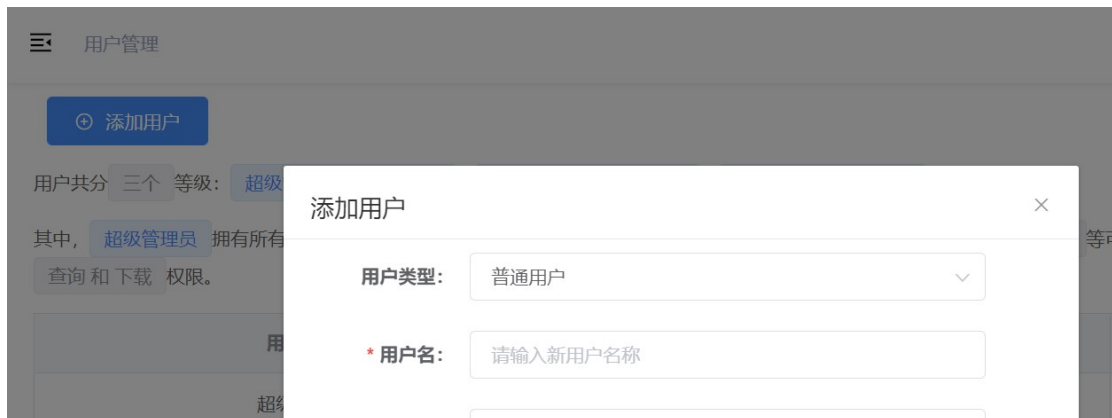 用户管理
添加用户
用户共分 三个 等级： 超级
其中， 超级管理员 拥有所有
等
查询 和 下载 权限。
用
超级
添加用户
用户类型：
普通用户
* 用户名：
请输入新用户名称